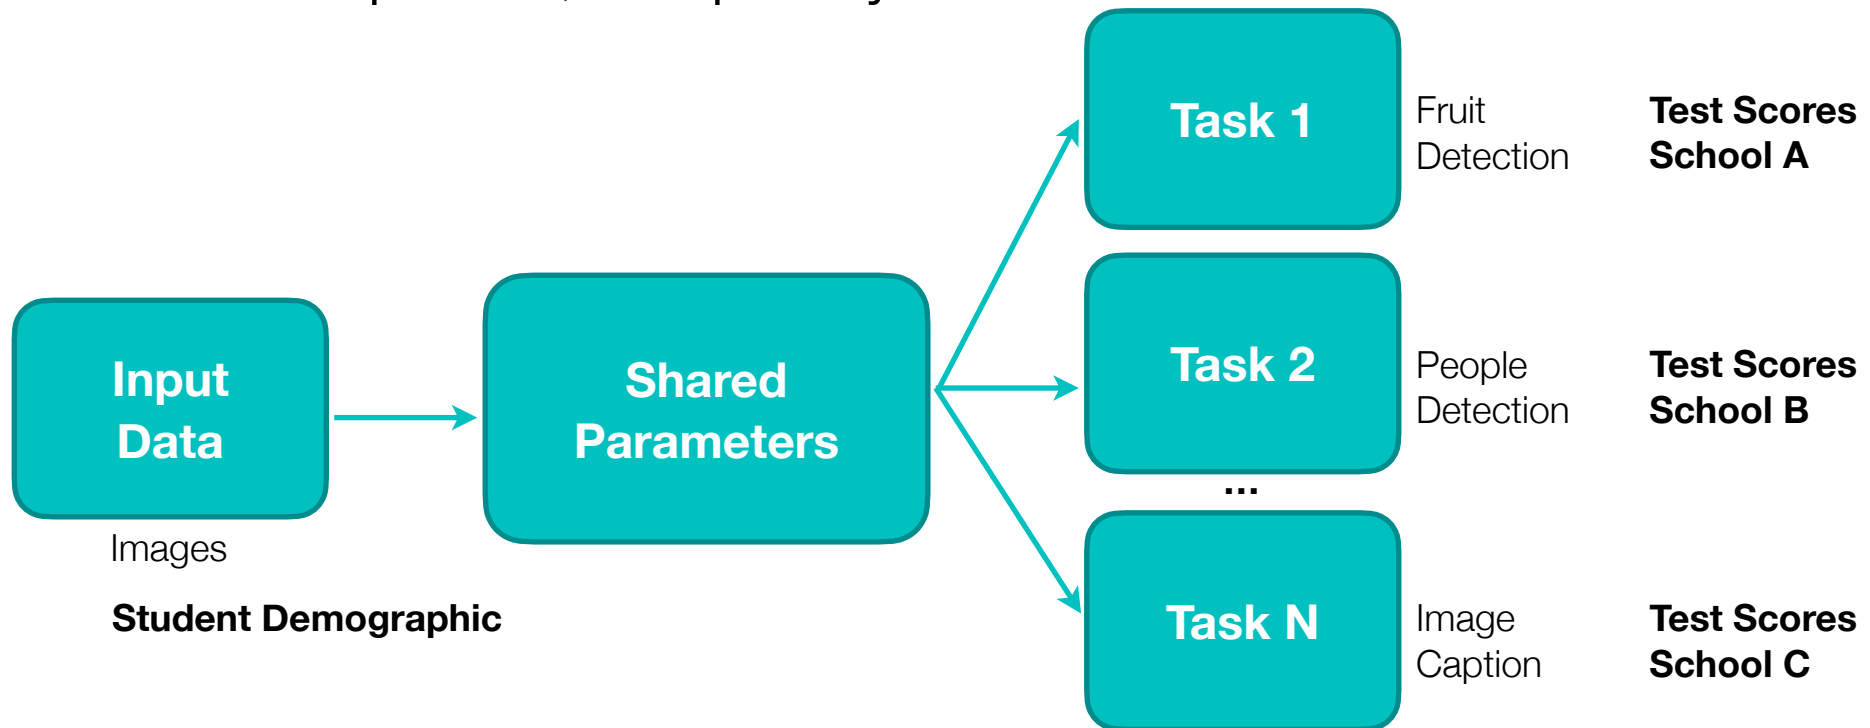 Task 1
Fruit
Detection
Test Scores
School A
Input
Data
Images
Student Demographic
Shared
Parameters
Task 2
People
Detection
Test Scores
School B
...
Task N
Image
Caption
Test Scores
School C